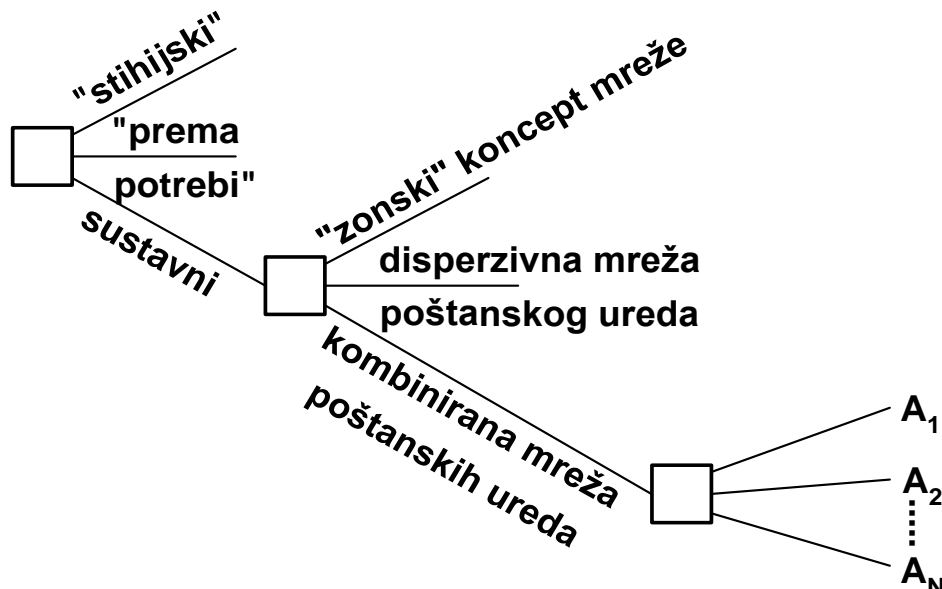 "stihijski"
"prema
potrebi"
sustavni
"zonski" koncept mreže
disperzivna mreža
poštanskog ureda
kombinirana mreža
poštanskih ureda
A1
A2
AN